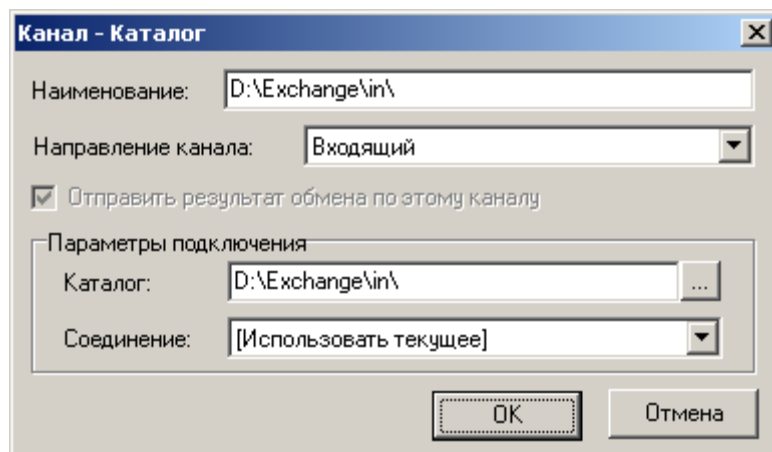 Канал - Каталог
Наименование: D:\Exchange\in\
Направление канала: Входящий
Отправить результат обмена по этому каналу
Параметры подключения
Каталог: D:\Exchange\in\ ...
Соединение: [Использовать текущее]
OK Отмена